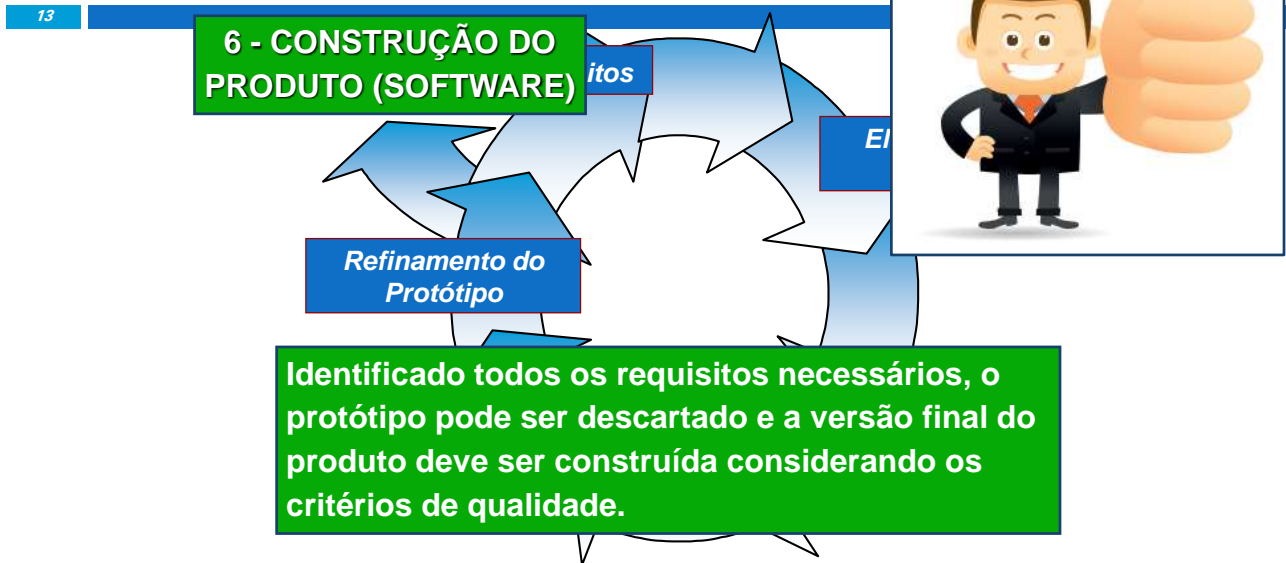 13
6 - CONSTRUÇÃO DO
PRODUTO (SOFTWARE)
itos
El
Refinamento do
Protótipo
Identificado todos os requisitos necessários, o
protótipo pode ser descartado e a versão final do
produto deve ser construída considerando os
critérios de qualidade.